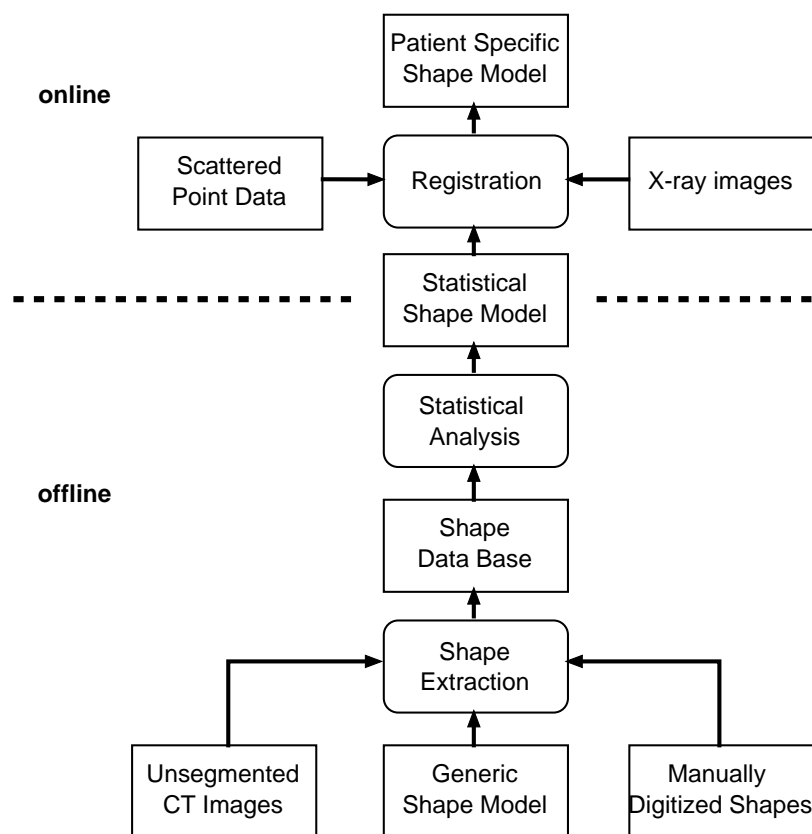 Patient Specific
Shape Model
online
Scattered
Point Data
Registration
X-ray images
Statistical
Shape Model
Statistical
Analysis
offline
Shape
Data Base
Shape
Extraction
Unsegmented
CT Images
Generic
Shape Model
Manually
Digitized Shapes